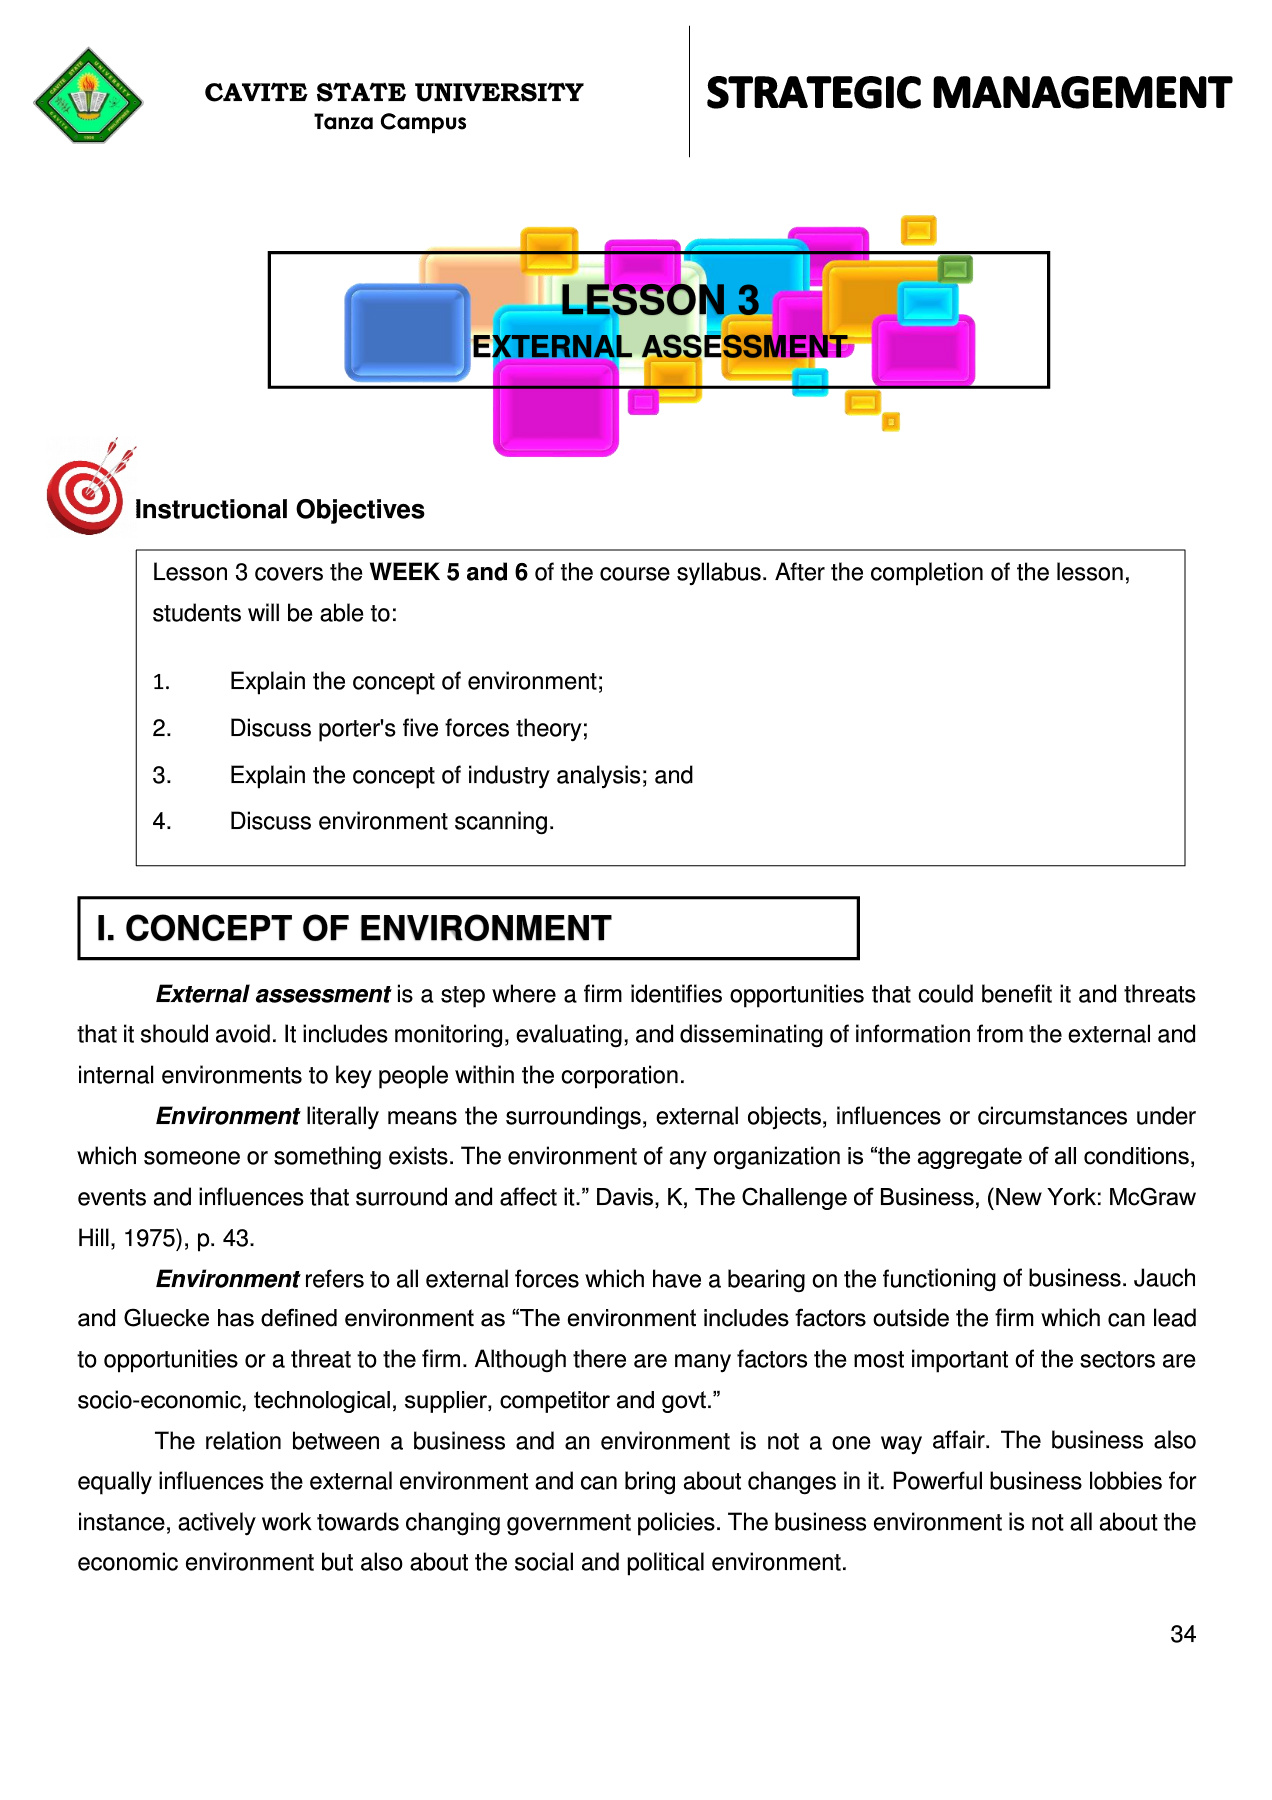 CAVITE STATE UNIVERSITY
Tanza Campus
STRATEGIC MANAGEMENT
LESSON 3
EXTERNAL ASSESSMENT
Instructional Objectives
Lesson 3 covers the WEEK 5 and 6 of the course syllabus. After the completion of the lesson,
students will be able to:
1. Explain the concept of environment;
2. Discuss porter's five forces theory;
3. Explain the concept of industry analysis; and
4. Discuss environment scanning.
I. CONCEPT OF ENVIRONMENT
External assessment is a step where a firm identifies opportunities that could benefit it and threats
that it should avoid. It includes monitoring, evaluating, and disseminating of information from the external and
internal environments to key people within the corporation.
Environment literally means the surroundings, external objects, influences or circumstances under
which someone or something exists. The environment of any organization is “the aggregate of all conditions,
events and influences that surround and affect it.” Davis, K, The Challenge of Business, (New York: McGraw
Hill, 1975), p. 43.
Environment refers to all external forces which have a bearing on the functioning of business. Jauch
and Gluecke has defined environment as “The environment includes factors outside the firm which can lead
to opportunities or a threat to the firm. Although there are many factors the most important of the sectors are
socio-economic, technological, supplier, competitor and govt.”
The relation between a business and an environment is not a one way affair. The business also
equally influences the external environment and can bring about changes in it. Powerful business lobbies for
instance, actively work towards changing government policies. The business environment is not all about the
economic environment but also about the social and political environment.
34